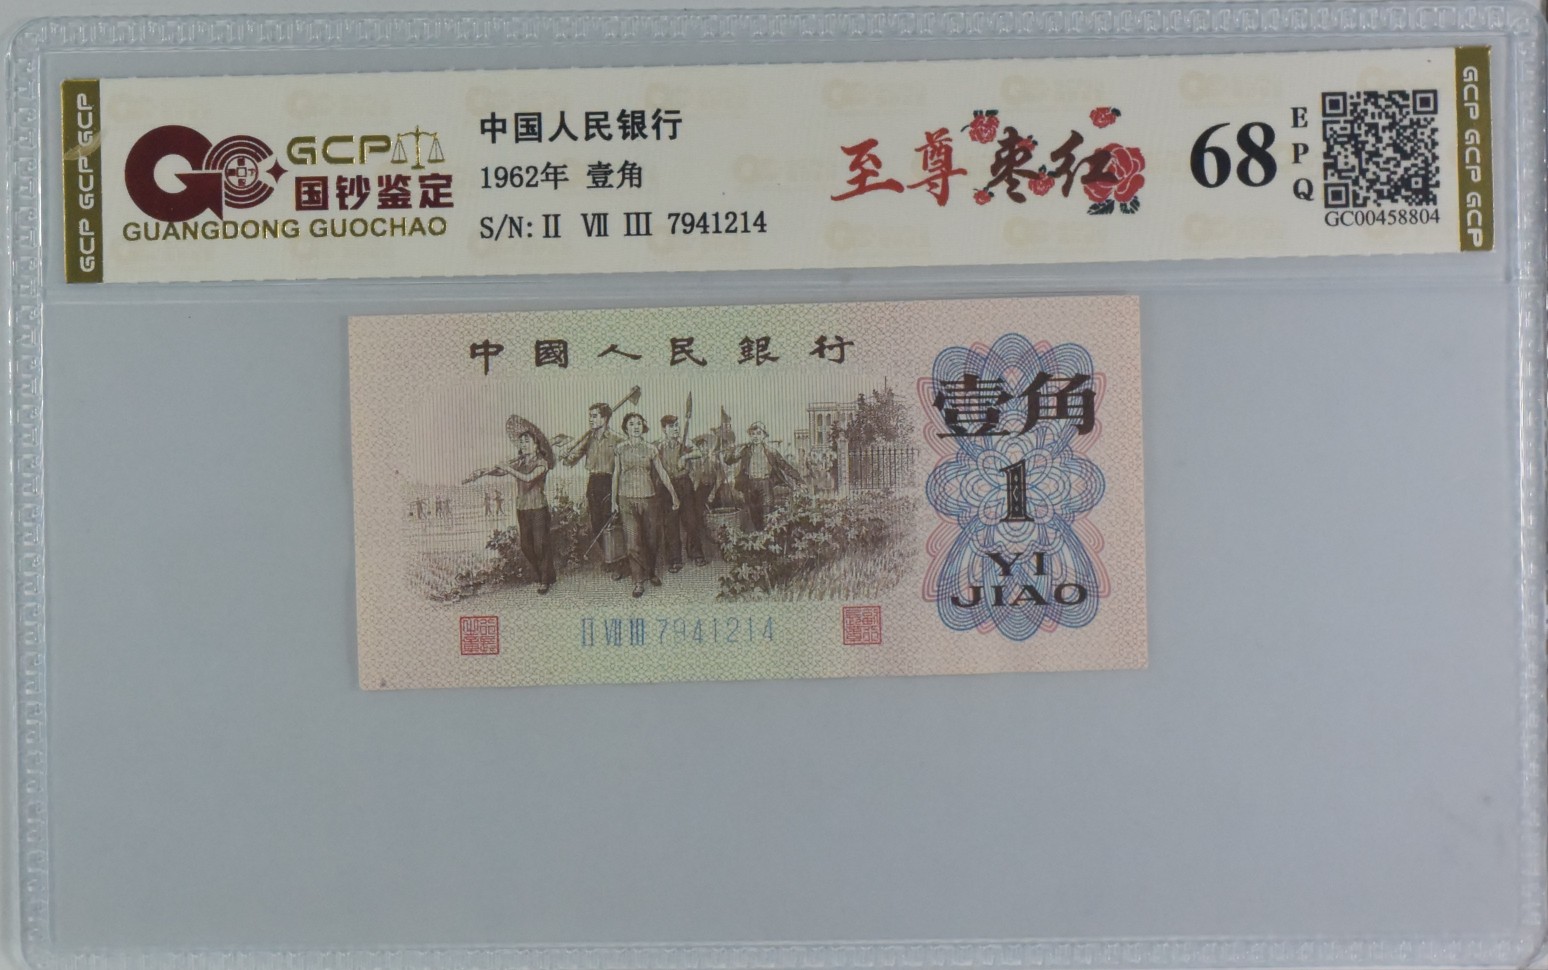 GCP GCP GCP
GCP
国钞鉴定
GUANGDONG GUOCHAO
中国人民银行
1962年 壹角
S/N: II VII III 7941214
至尊枣红
68
EPQ
GC00458804
GCP GCP GCP
中國人民銀行
壹角
1
YI
JIAO
II VII III 7941214